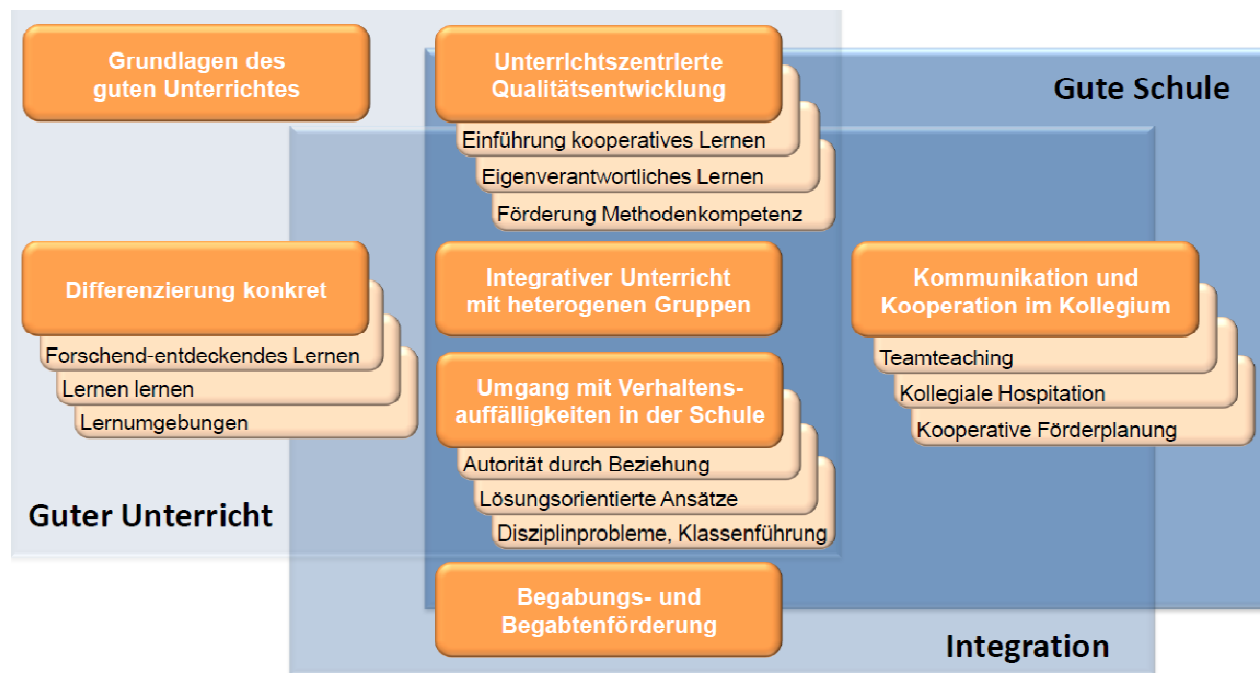 Grundlagen des
guten Unterrichtes
Unterrichtszentrierte
Qualitätsentwicklung
Einführung kooperatives Lernen
Eigenverantwortliches Lernen
Förderung Methodenkompetenz
Gute Schule
Differenzierung konkret
Forschend-entdeckendes Lernen
Lernen lernen
Lernumgebungen
Integrativer Unterricht
mit heterogenen Gruppen
Umgang mit Verhaltens-
auffälligkeiten in der Schule
Autorität durch Beziehung
Lösungsorientierte Ansätze
Disziplinprobleme, Klassenführung
Kommunikation und
Kooperation im Kollegium
Teamteaching
Kollegiale Hospitation
Kooperative Förderplanung
Guter Unterricht
Begabungs- und
Begabtenförderung
Integration